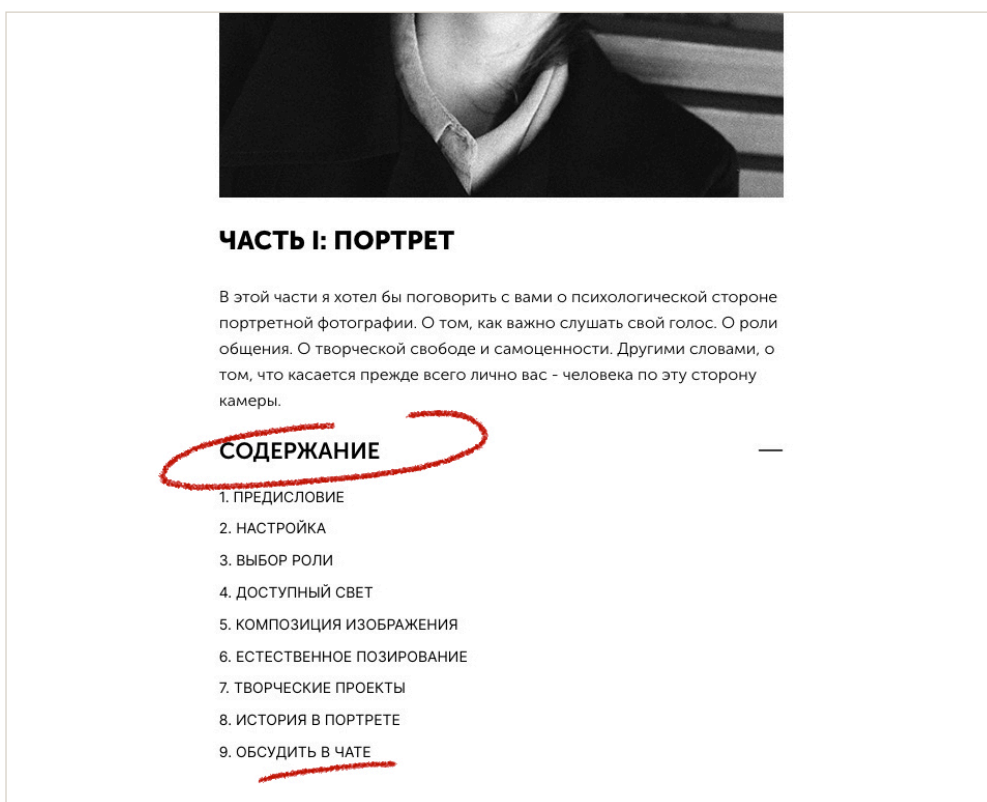 ЧАСТЬ I: ПОРТРЕТ
В этой части я хотел бы поговорить с вами о психологической стороне
портретной фотографии. О том, как важно слушать свой голос. О роли
общения. О творческой свободе и самоценности. Другими словами, о
том, что касается прежде всего лично вас - человека по эту сторону
камеры.
СОДЕРЖАНИЕ
1. ПРЕДИСЛОВИЕ
2. НАСТРОЙКА
3. ВЫБОР РОЛИ
4. ДОСТУПНЫЙ СВЕТ
5. КОМПОЗИЦИЯ ИЗОБРАЖЕНИЯ
6. ЕСТЕСТВЕННОЕ ПОЗИРОВАНИЕ
7. ТВОРЧЕСКИЕ ПРОЕКТЫ
8. ИСТОРИЯ В ПОРТРЕТЕ
9. ОБСУДИТЬ В ЧАТЕ